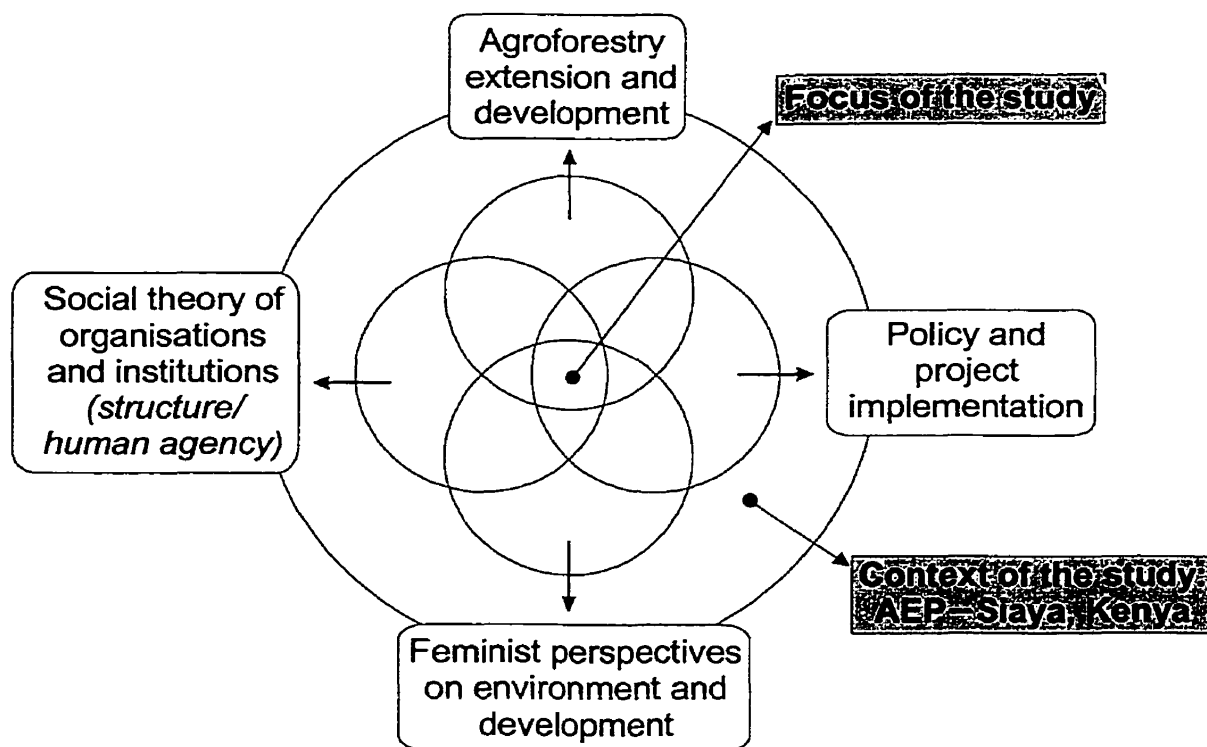 Agroforestry
extension and
development
Focus of the study
Social theory of
organisations
and institutions
(structure/
human agency)
Policy and
project
implementation
Context of the study:
AEP – Siaya, Kenya
Feminist perspectives
on environment and
development